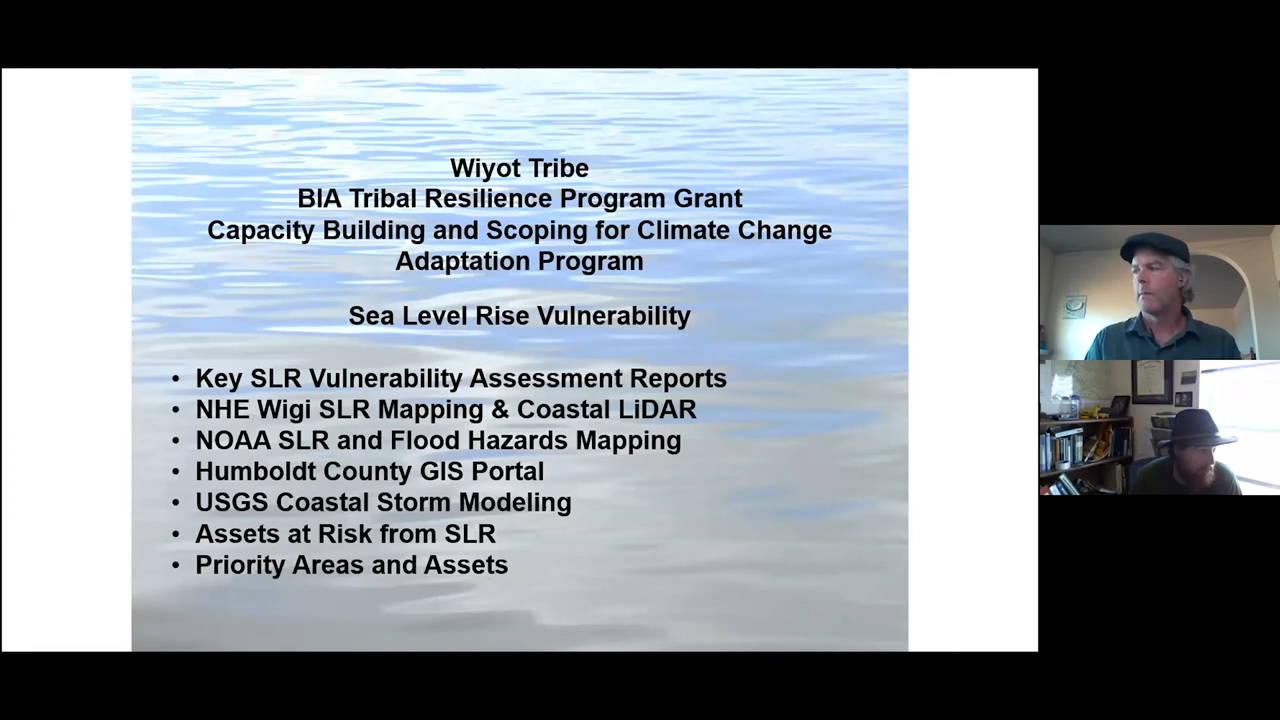 Wiyot Tribe
BIA Tribal Resilience Program Grant
Capacity Building and Scoping for Climate Change
Adaptation Program
Sea Level Rise Vulnerability
• Key SLR Vulnerability Assessment Reports
• NHE Wigi SLR Mapping & Coastal LiDAR
• NOAA SLR and Flood Hazards Mapping
• Humboldt County GIS Portal
• USGS Coastal Storm Modeling
• Assets at Risk from SLR
• Priority Areas and Assets